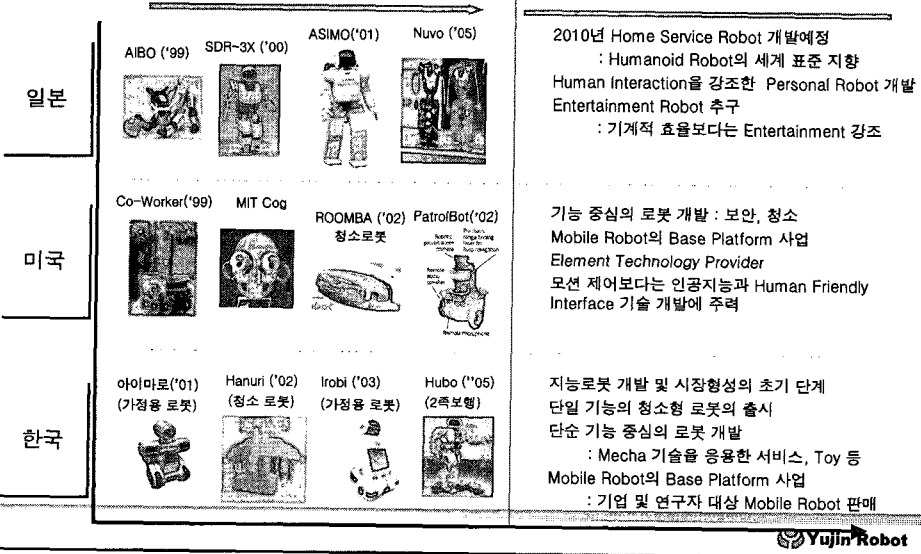 일본
AIBO ('99)
SDR-3X ('00)
ASIMO('01)
Nuvo ('05)
2010년 Home Service Robot 개발예정
: Humanoid Robot의 세계 표준 지향
Human Interaction을 강조한 Personal Robot 개발
Entertainment Robot 추구
: 기계적 효율보다는 Entertainment 강조
미국
Co-Worker('99)
MIT Cog
ROOMBA ('02)
청소로봇
PatrolBot('02)
기능 중심의 로봇 개발 : 보안, 청소
Mobile Robot의 Base Platform 사업
Element Technology Provider
모션 제어보다는 인공지능과 Human Friendly
Interface 기술 개발에 주력
한국
아이마로('01)
(가정용 로봇)
Hanuri ('02)
(청소 로봇)
Irobi ('03)
(가정용 로봇)
Hubo (''05)
(2족보행)
지능로봇 개발 및 시장형성의 초기 단계
단일 기능의 청소형 로봇의 출시
단순 기능 중심의 로봇 개발
: Mecha 기술을 응용한 서비스, Toy 등
Mobile Robot의 Base Platform 사업
: 기업 및 연구자 대상 Mobile Robot 판매
Yujin Robot